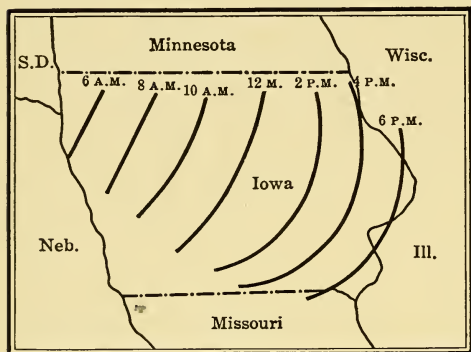 Minnesota
Wisc.
S.D.
6 A.M. 8 A.M. 10 A.M. 12 M. 2 P.M. 4 P.M.
6 P.M.
Iowa
Neb.
Ill.
Missouri